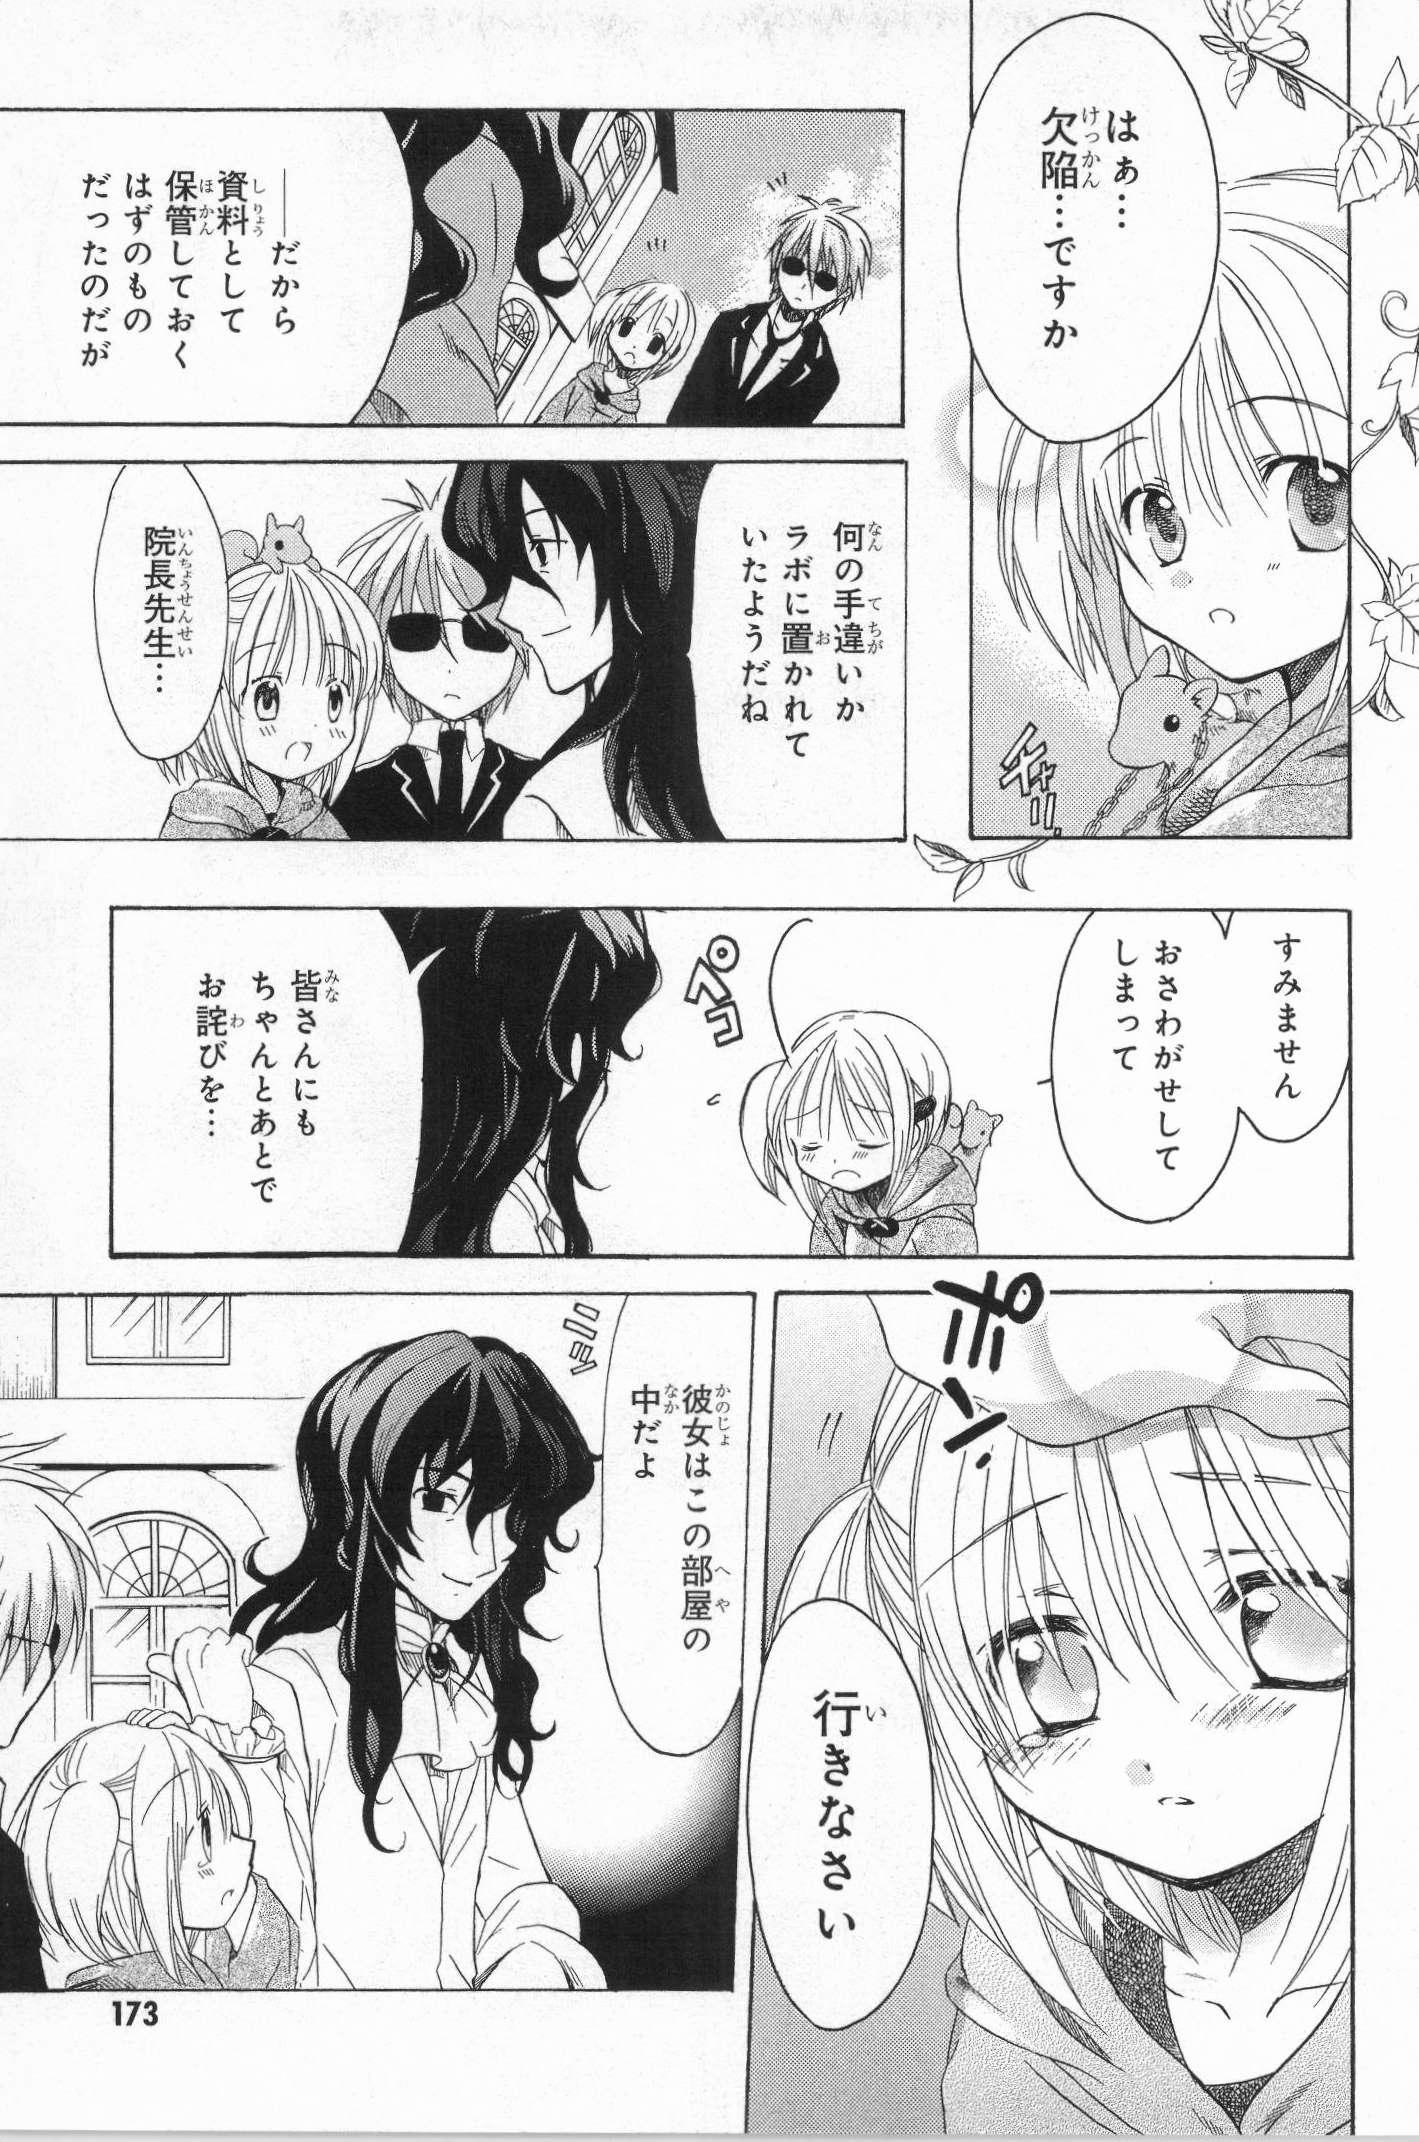 はぁ…
欠陥…ですか
チャリ
――だから
資料として
保管しておく
はずのもの
だったのだが
何の手違いか
ラボに置かれて
いたようだね
院長先生…
すみません
おさわがせして
しまって
ペコ
皆さんにも
ちゃんとあとで
お詫びを…
ポン
行きなさい
彼女はこの部屋の
中だよ
ニコッ
173